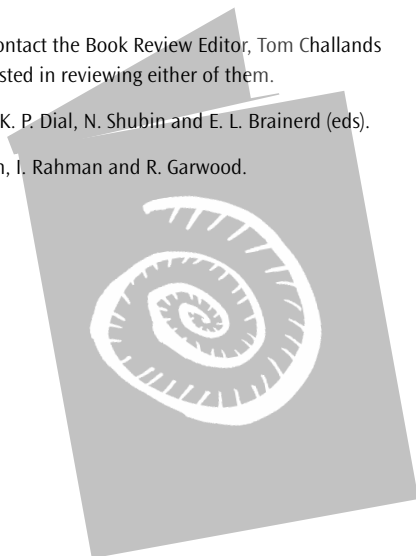 ontact the Book Review Editor, Tom Challands
sted in reviewing either of them.
K. P. Dial, N. Shubin and E. L. Brainerd (eds).
n, I. Rahman and R. Garwood.